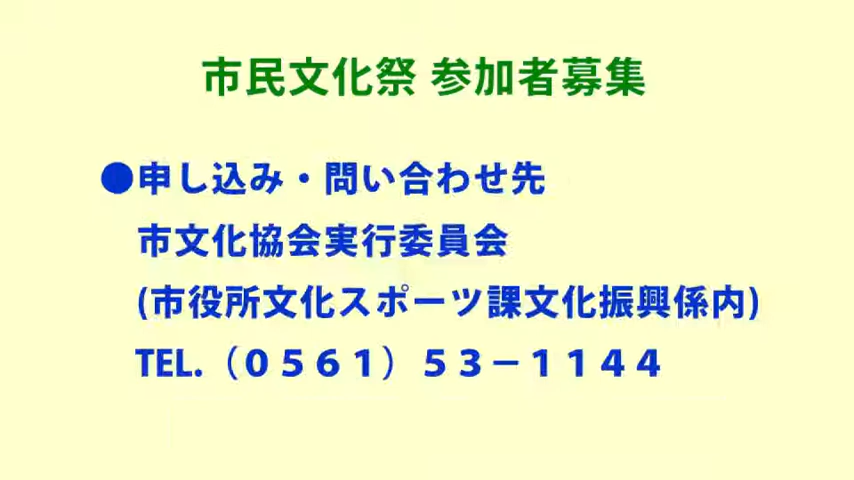 市民文化祭 参加者募集
●申し込み・問い合わせ先
市文化協会実行委員会
(市役所文化スポーツ課文化振興係内)
TEL.（０５６１）５３－１１４４